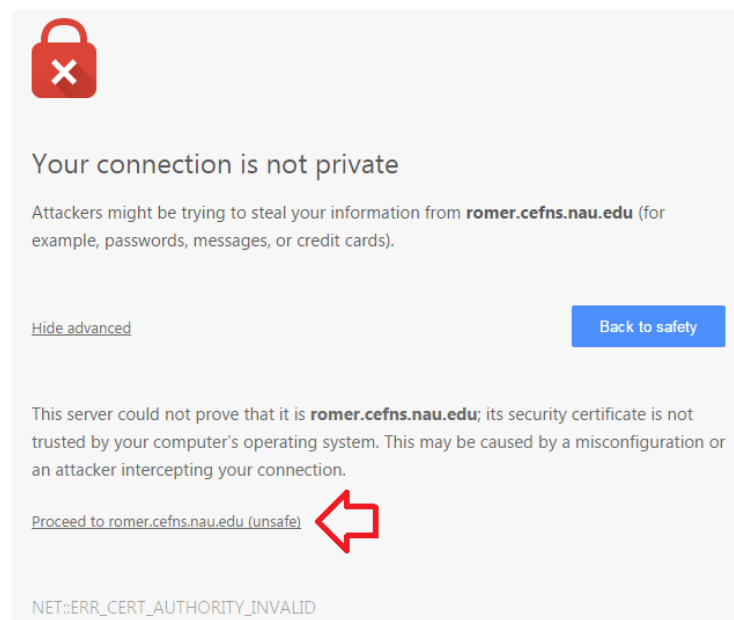 Your connection is not private
Attackers might be trying to steal your information from romer.cefns.nau.edu (for
example, passwords, messages, or credit cards).
Hide advanced
Back to safety
This server could not prove that it is romer.cefns.nau.edu; its security certificate is not
trusted by your computer's operating system. This may be caused by a misconfiguration or
an attacker intercepting your connection.
Proceed to romer.cefns.nau.edu (unsafe)
NET::ERR_CERT_AUTHORITY_INVALID